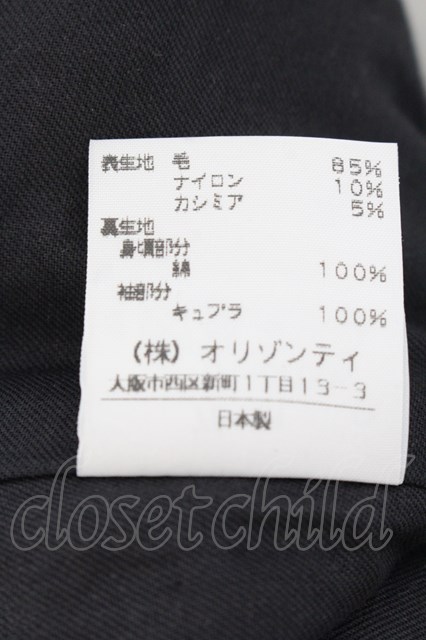 表生地 毛 85%
ナイロン 10%
カシミア 5%
裏生地
身頃部分
綿 100%
袖部分
キュプラ 100%
(株) オリゾンティ
大阪市西区新町1丁目13-3
日本製
closetchild